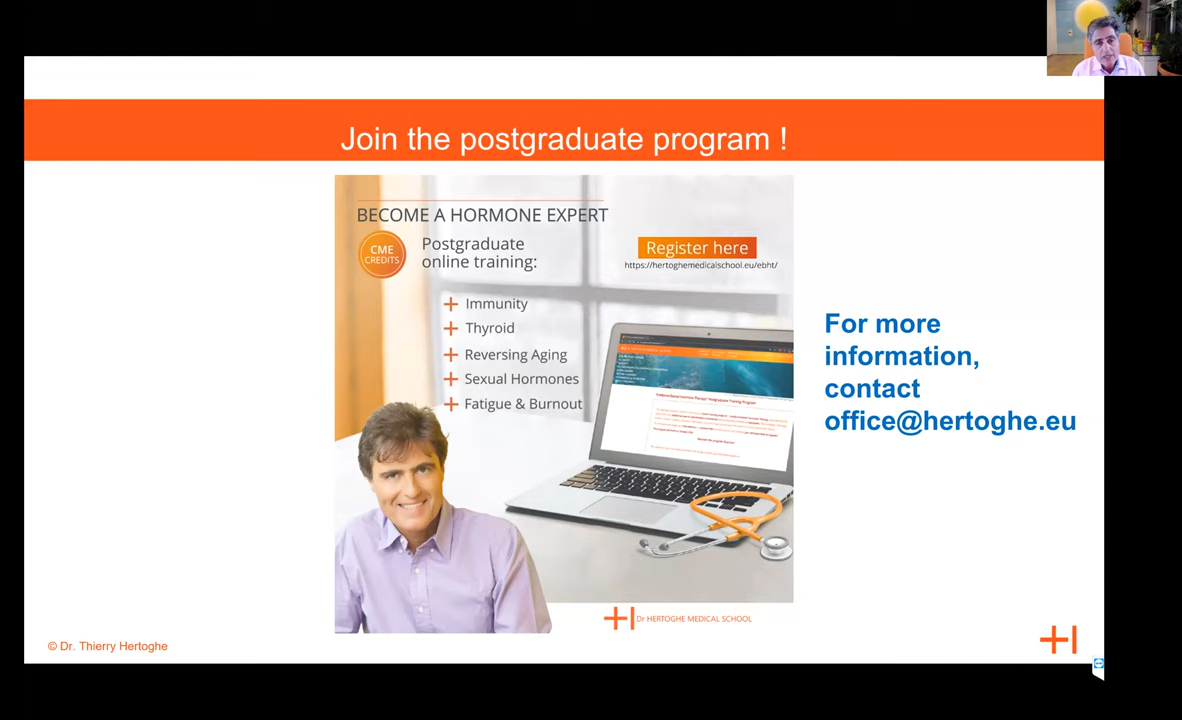 Join the postgraduate program !
BECOME A HORMONE EXPERT
CME
CREDITS
Postgraduate
online training:
Register here
https://hertoghemedicalschool.eu/ebht/
+ Immunity
+ Thyroid
+ Reversing Aging
+ Sexual Hormones
+ Fatigue & Burnout
For more
information,
contact
office@hertoghe.eu
Dr HERTOGHE MEDICAL SCHOOL
© Dr. Thierry Hertoghe